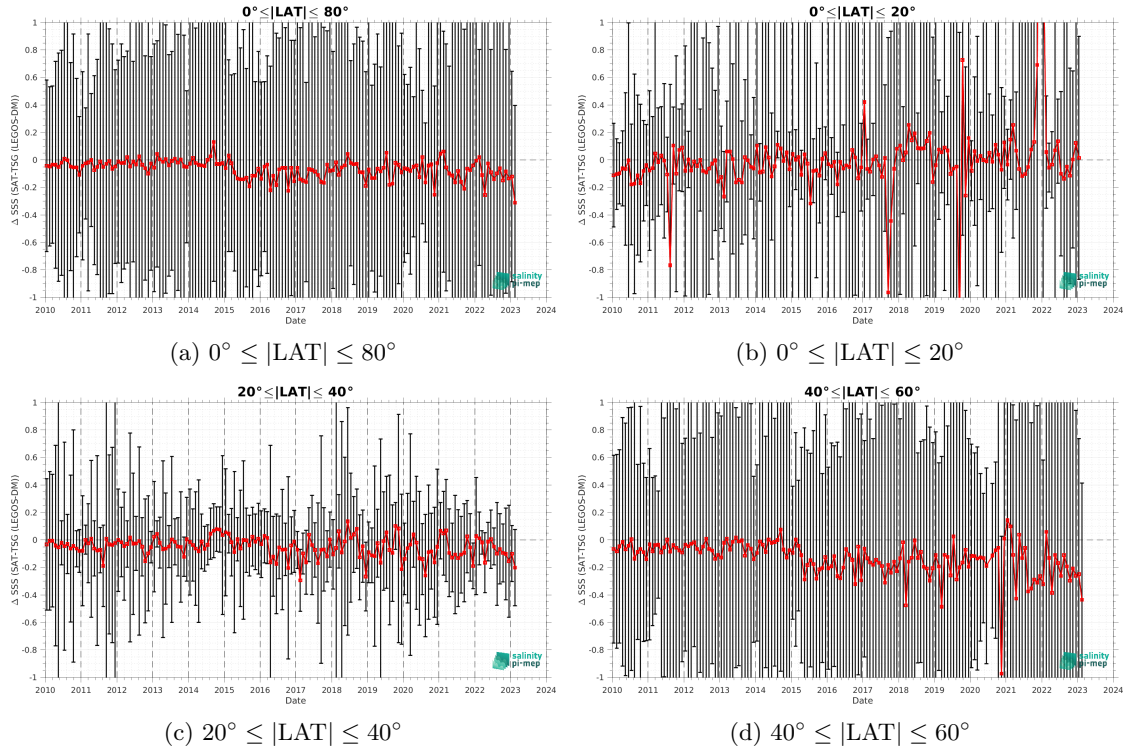 0°≤|LAT|≤ 80°
Δ SSS (SAT-TSG (LEGOS-DM))
1
0.8
0.6
0.4
0.2
0
-0.2
-0.4
-0.6
-0.8
-1
2010 2011 2012 2013 2014 2015 2016 2017 2018 2019 2020 2021 2022 2023 2024
Date
salinity
pi-mep
(a) 0° ≤ |LAT| ≤ 80°
0°≤|LAT|≤ 20°
Δ SSS (SAT-TSG (LEGOS-DM))
1
0.8
0.6
0.4
0.2
0
-0.2
-0.4
-0.6
-0.8
-1
2010 2011 2012 2013 2014 2015 2016 2017 2018 2019 2020 2021 2022 2023 2024
Date
salinity
pi-mep
(b) 0° ≤ |LAT| ≤ 20°
20°≤|LAT|≤ 40°
Δ SSS (SAT-TSG (LEGOS-DM))
1
0.8
0.6
0.4
0.2
0
-0.2
-0.4
-0.6
-0.8
-1
2010 2011 2012 2013 2014 2015 2016 2017 2018 2019 2020 2021 2022 2023 2024
Date
salinity
pi-mep
(c) 20° ≤ |LAT| ≤ 40°
40°≤|LAT|≤ 60°
Δ SSS (SAT-TSG (LEGOS-DM))
1
0.8
0.6
0.4
0.2
0
-0.2
-0.4
-0.6
-0.8
-1
2010 2011 2012 2013 2014 2015 2016 2017 2018 2019 2020 2021 2022 2023 2024
Date
salinity
pi-mep
(d) 40° ≤ |LAT| ≤ 60°